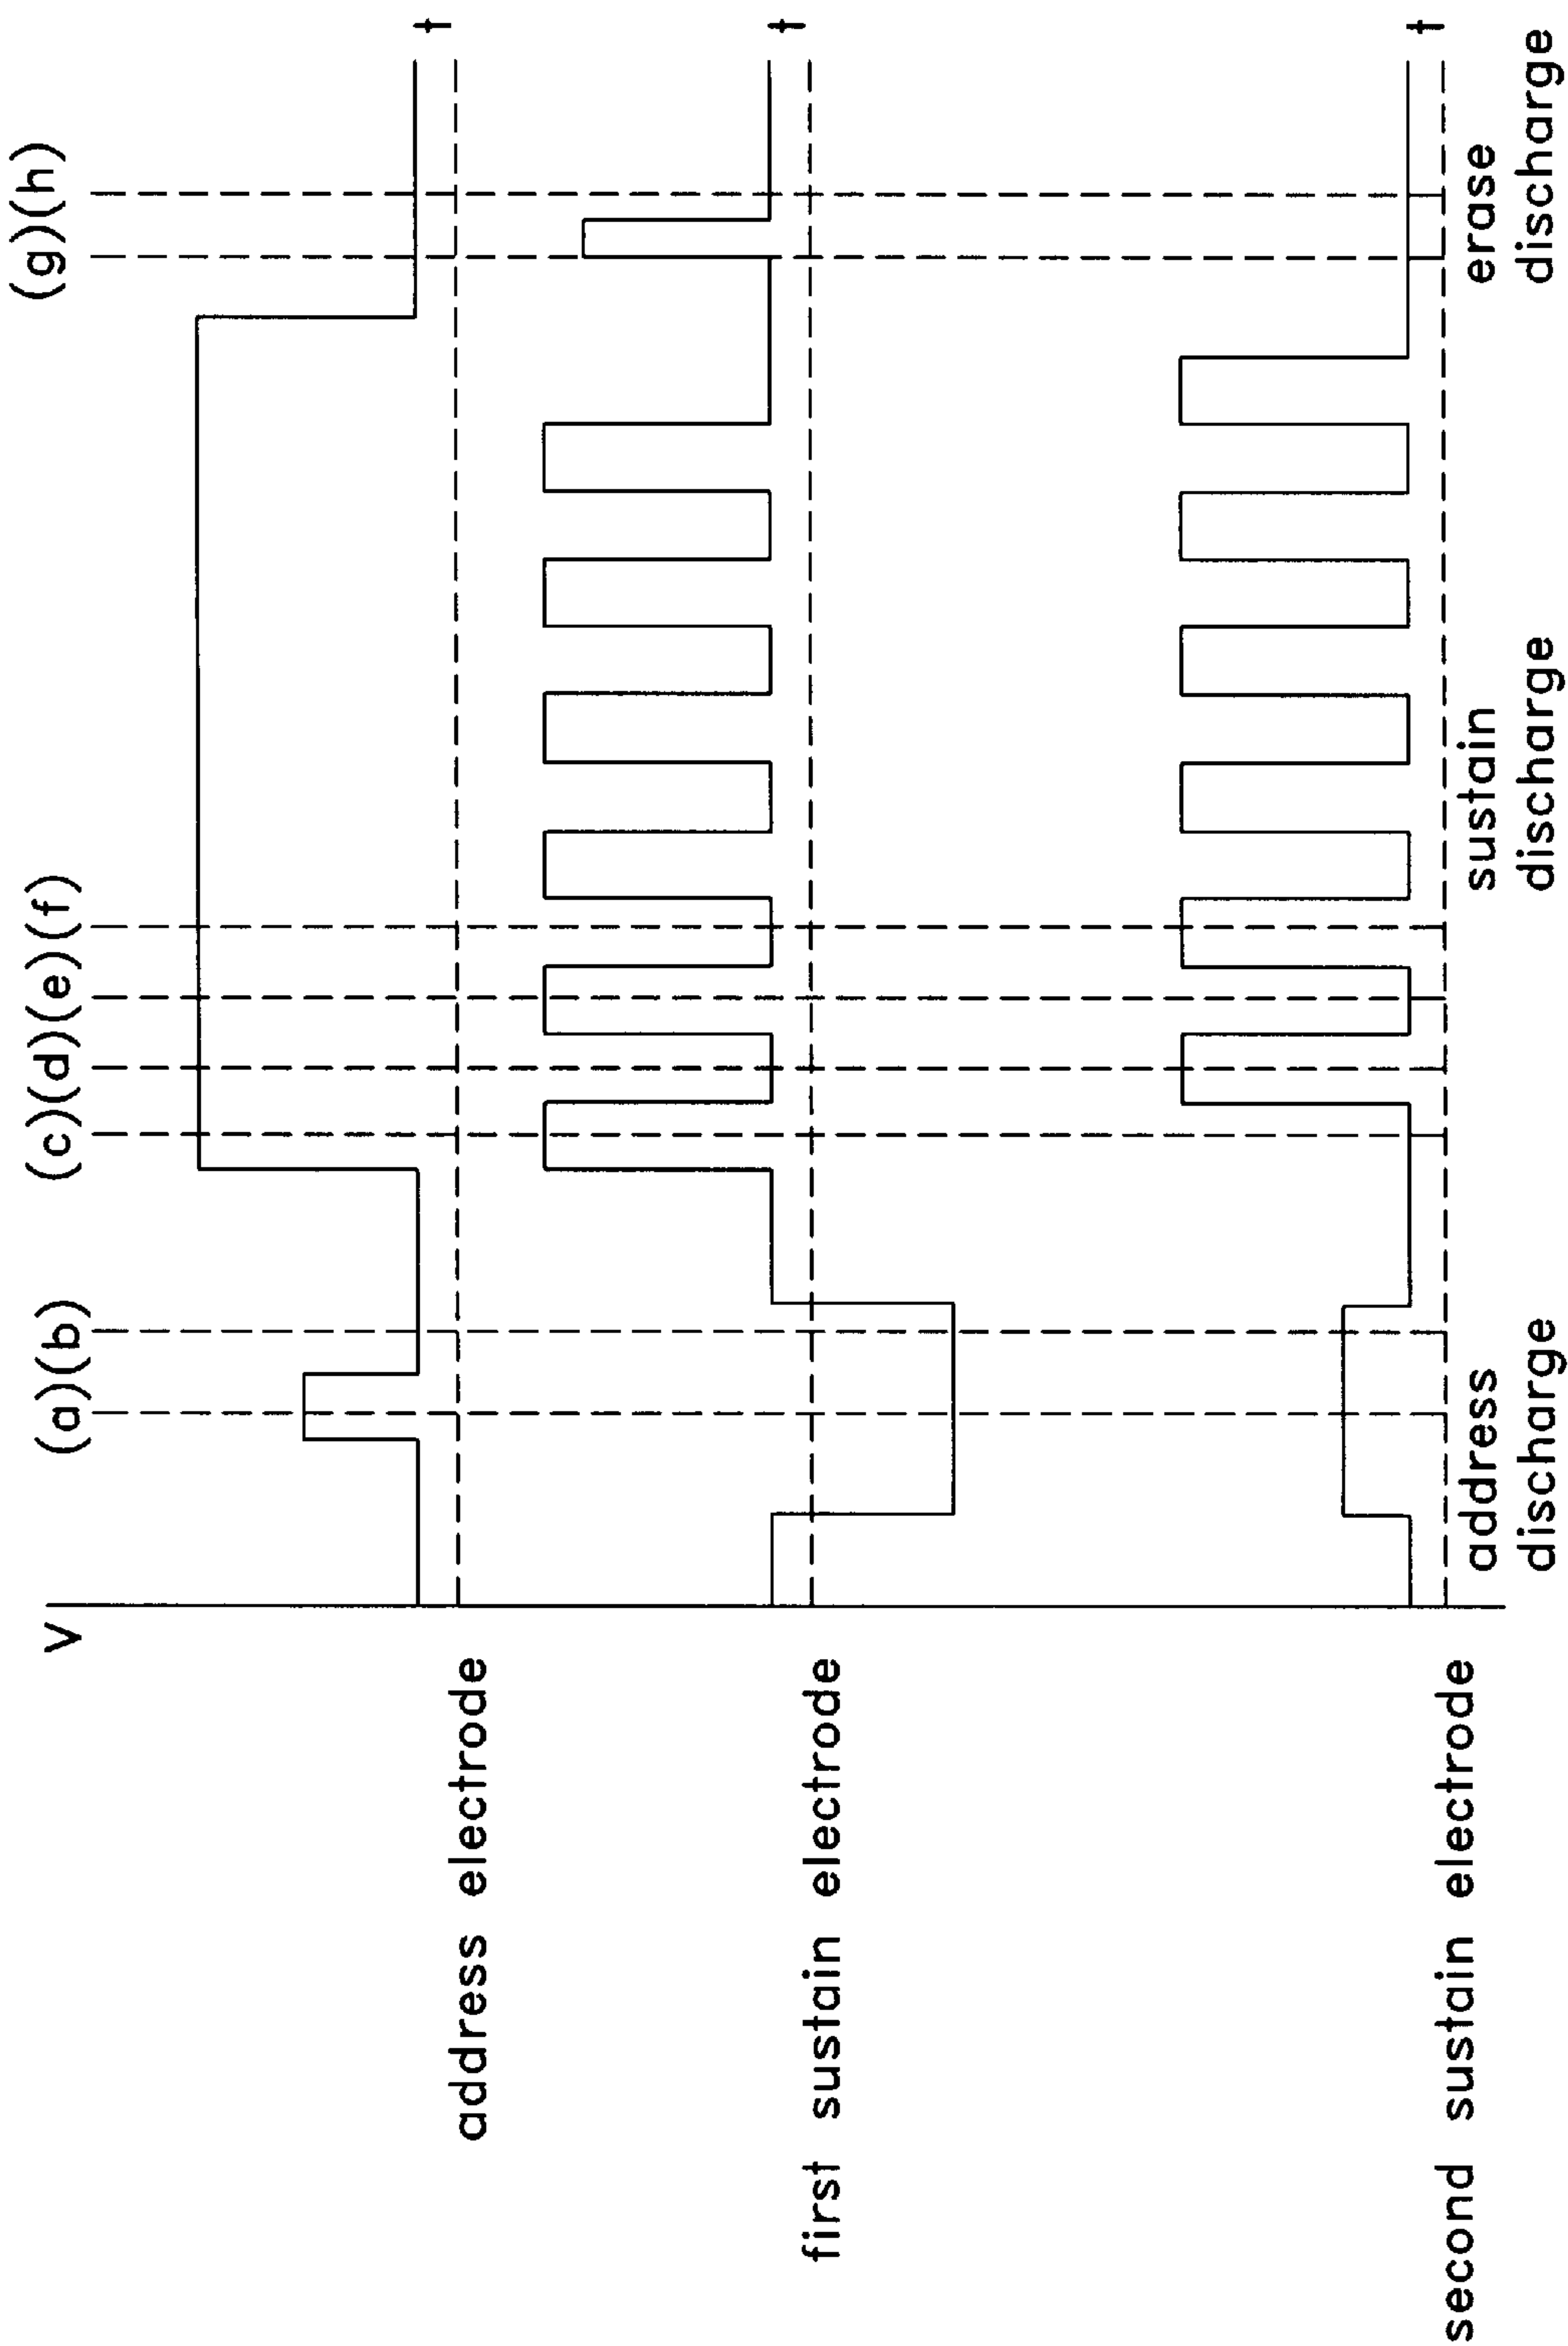 V
(a)(b)
(c)(d)(e)(f)
(g)(h)
address electrode
t
first sustain electrode
t
second sustain electrode
t
address
discharge
sustain
discharge
erase
discharge